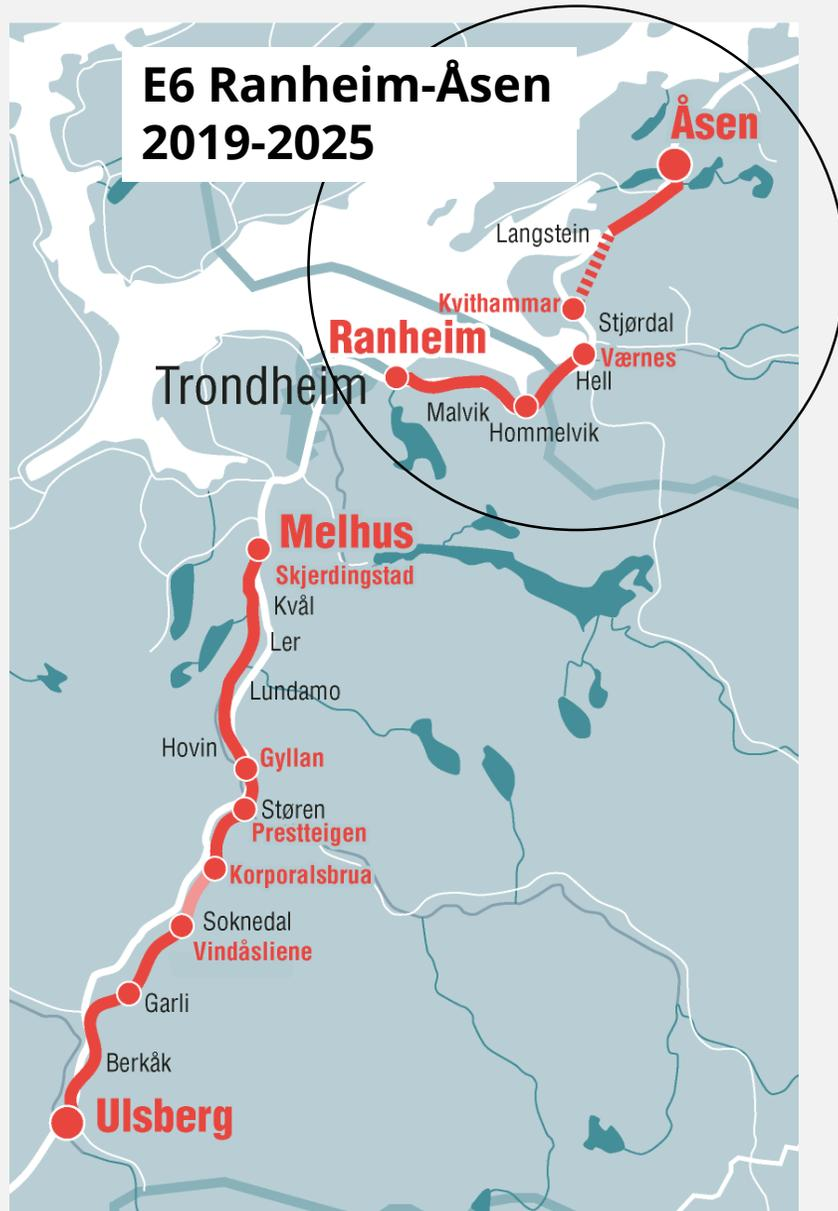 E6 Ranheim-Åsen
2019-2025
Åsen
Langstein
Kvithammar
Stjørdal
Ranheim
Værnes
Hell
Trondheim
Malvik
Hommelvik
Melhus
Skjerdingstad
Kvål
Ler
Lundamo
Hovin
Gyllan
Støren
Prestteigen
Korporalsbrua
Soknedal
Vindåsliene
Garli
Berkåk
Ulsberg